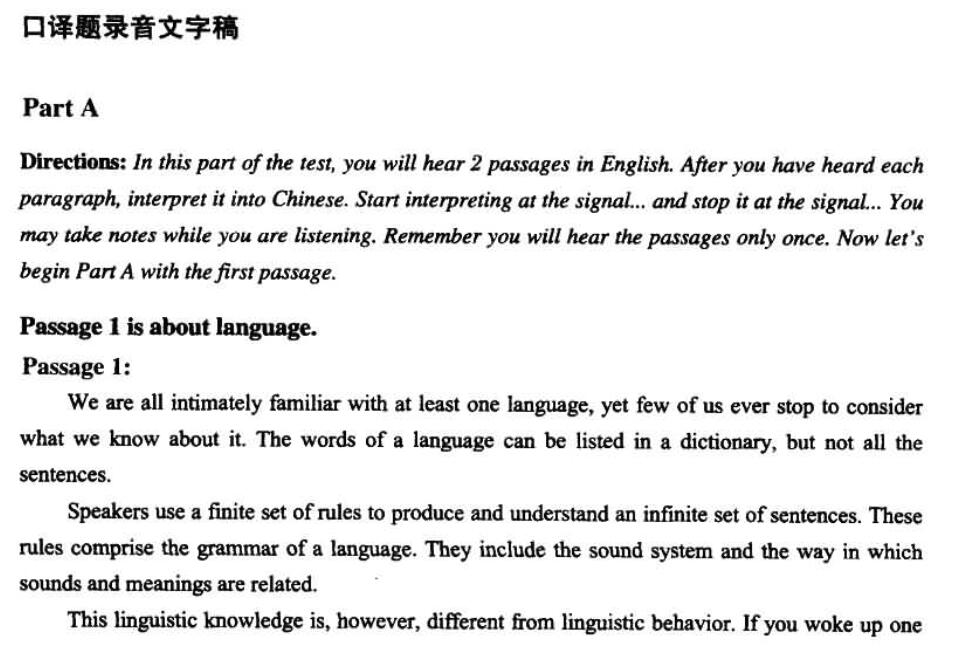 口译题录音文字稿
Part A
Directions: In this part of the test, you will hear 2 passages in English. After you have heard each
paragraph, interpret it into Chinese. Start interpreting at the signal... and stop it at the signal... You
may take notes while you are listening. Remember you will hear the passages only once. Now let's
begin Part A with the first passage.
Passage 1 is about language.
Passage 1:
We are all intimately familiar with at least one language, yet few of us ever stop to consider
what we know about it. The words of a language can be listed in a dictionary, but not all the
sentences.
Speakers use a finite set of rules to produce and understand an infinite set of sentences. These
rules comprise the grammar of a language. They include the sound system and the way in which
sounds and meanings are related.
This linguistic knowledge is, however, different from linguistic behavior. If you woke up one